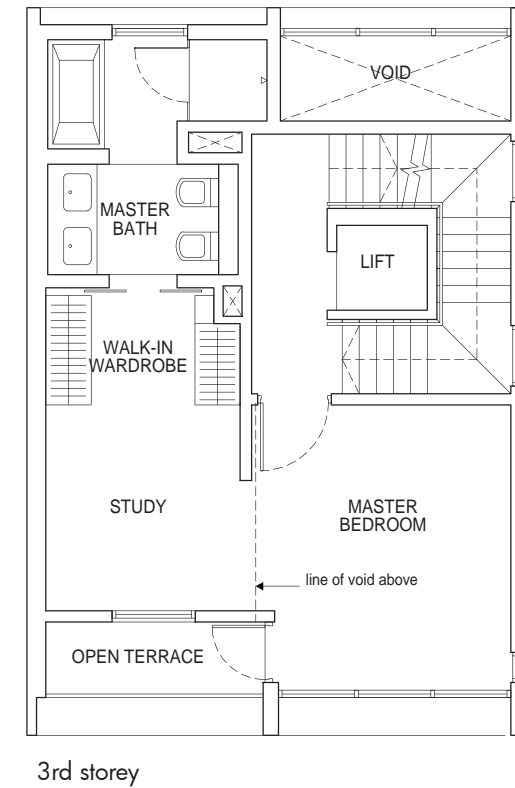 VOID
MASTER
BATH
LIFT
WALK-IN
WARDROBE
STUDY
MASTER
BEDROOM
line of void above
OPEN TERRACE
3rd storey